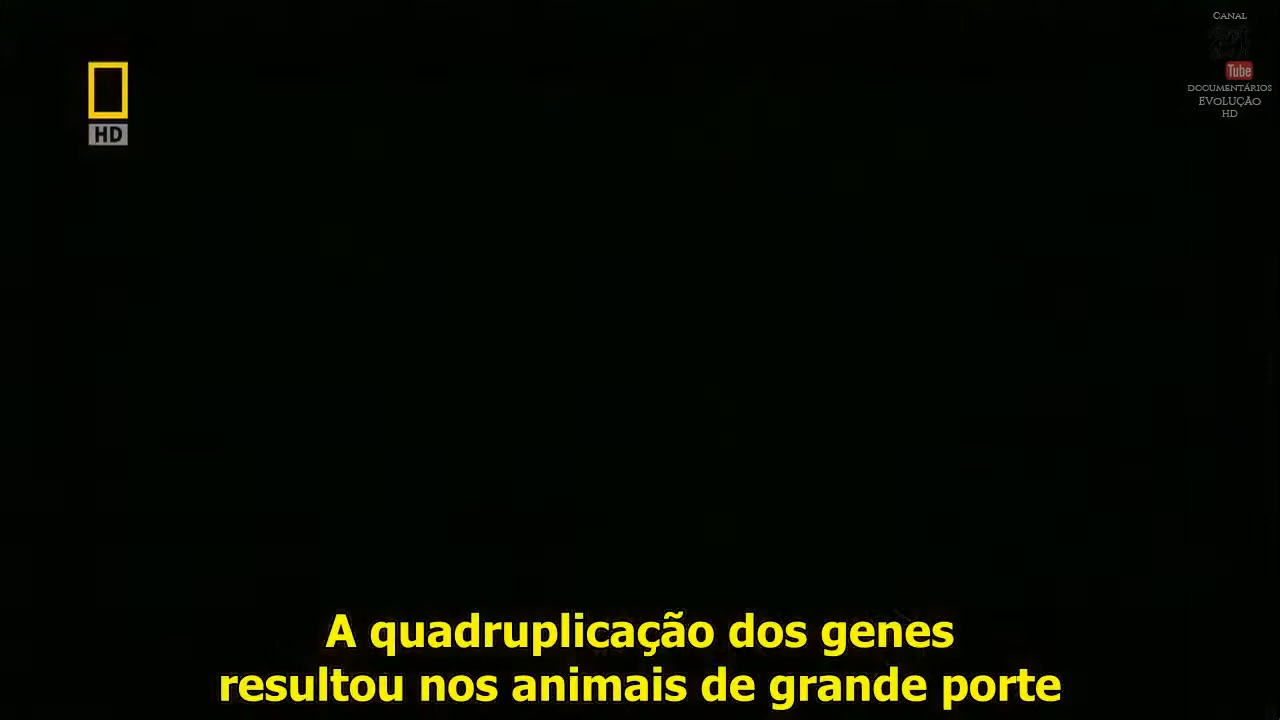 Canal
Tube
documentários
Evolução
HD
HD
A quadruplicação dos genes
resultou nos animais de grande porte